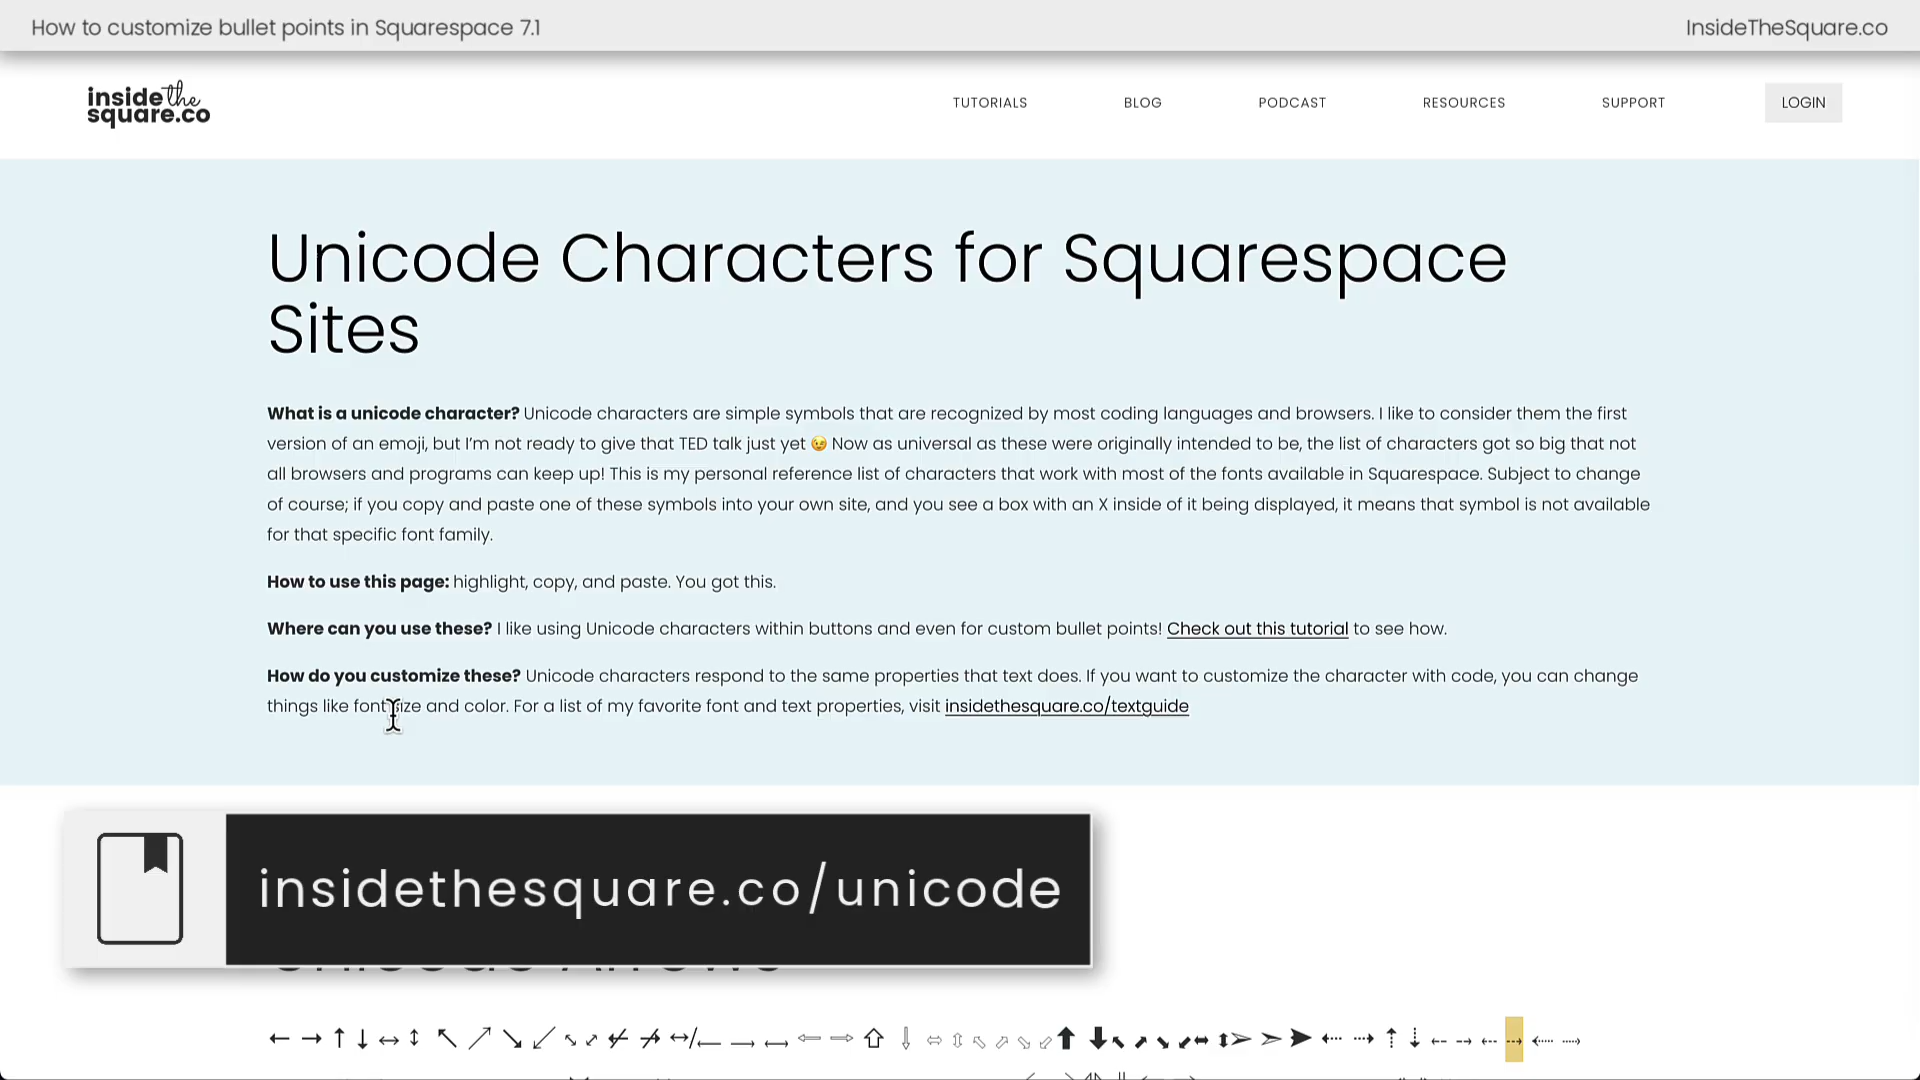 How to customize bullet points in Squarespace 7.1
InsideTheSquare.co
inside the
square.co
TUTORIALS
BLOG
PODCAST
RESOURCES
SUPPORT
LOGIN
Unicode Characters for Squarespace
Sites
What is a unicode character? Unicode characters are simple symbols that are recognized by most coding languages and browsers. I like to consider them the first
version of an emoji, but I'm not ready to give that TED talk just yet 😉 Now as universal as these were originally intended to be, the list of characters got so big that not
all browsers and programs can keep up! This is my personal reference list of characters that work with most of the fonts available in Squarespace. Subject to change
of course; if you copy and paste one of these symbols into your own site, and you see a box with an X inside of it being displayed, it means that symbol is not available
for that specific font family.
How to use this page: highlight, copy, and paste. You got this.
Where can you use these? I like using Unicode characters within buttons and even for custom bullet points! Check out this tutorial to see how.
How do you customize these? Unicode characters respond to the same properties that text does. If you want to customize the character with code, you can change
things like font size and color. For a list of my favorite font and text properties, visit insidethesquare.co/textguide
insidethesquare.co/unicode